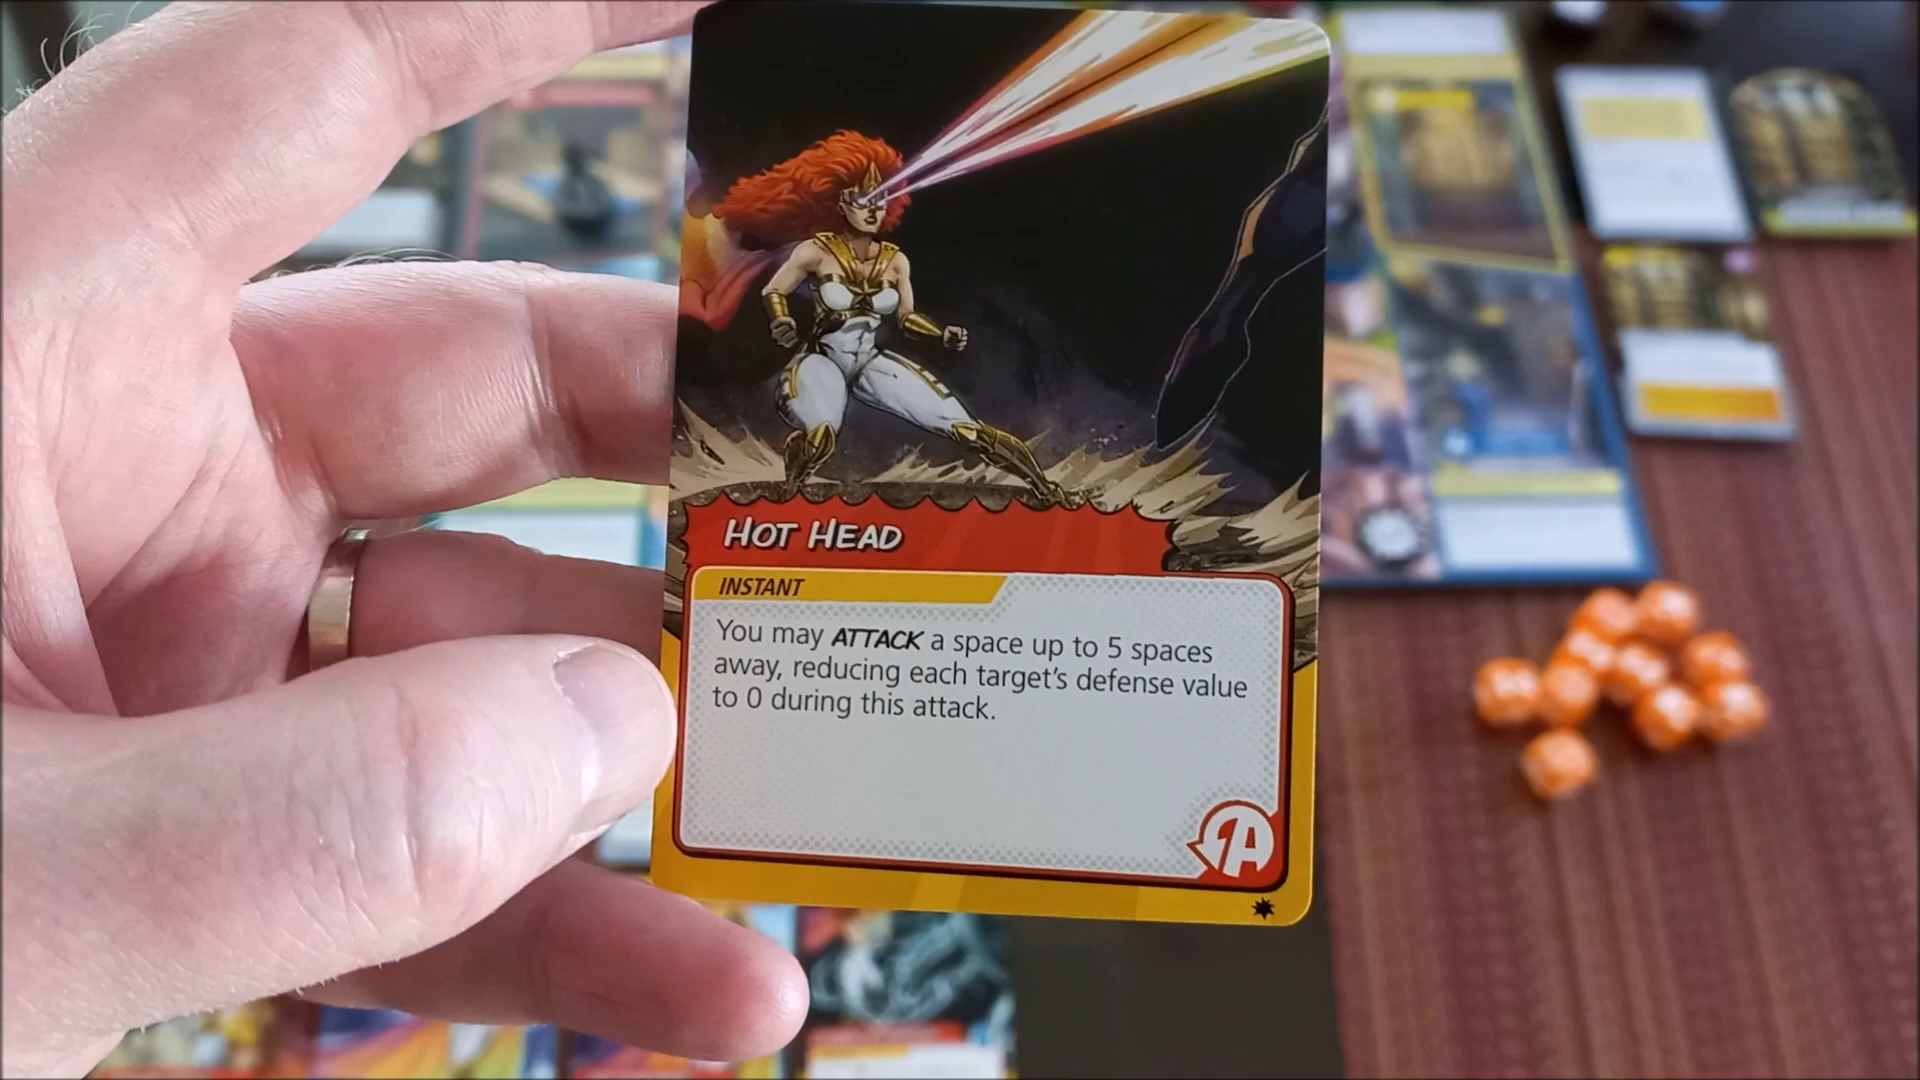 HOT HEAD
INSTANT
You may ATTACK a space up to 5 spaces
away, reducing each target's defense value
to 0 during this attack.
A